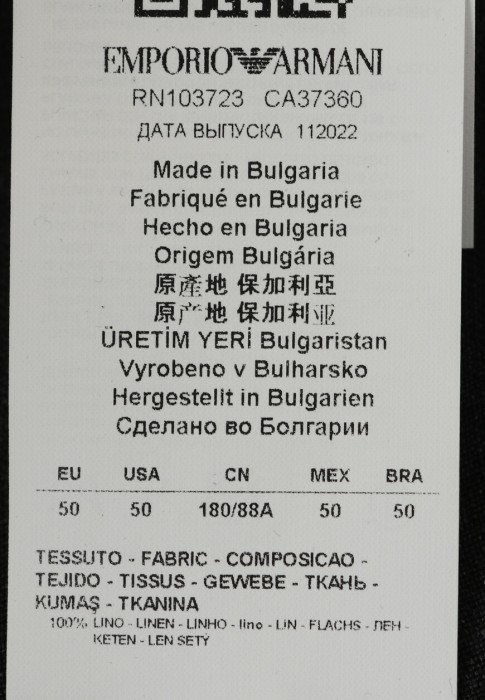 EMPORIO ARMANI
RN103723 CA37360
ДАТА ВЫПУСКА 112022
Made in Bulgaria
Fabriqué en Bulgarie
Hecho en Bulgaria
Origem Bulgária
原產地 保加利亞
原产地 保加利亚
ÜRETİM YERİ Bulgaristan
Vyrobeno v Bulharsko
Hergestellt in Bulgarien
Сделано во Болгарии
EU USA CN MEX BRA
50 50 180/88A 50 50
TESSUTO - FABRIC - COMPOSICAO -
TEJIDO - TISSUS - GEWEBE - ТКАНЬ -
KUMAŞ - TKANINA
100% LINO - LINEN - LINHO - lino - LIN - FLACHS - ЛЕН -
KETEN - LEN SETÝ